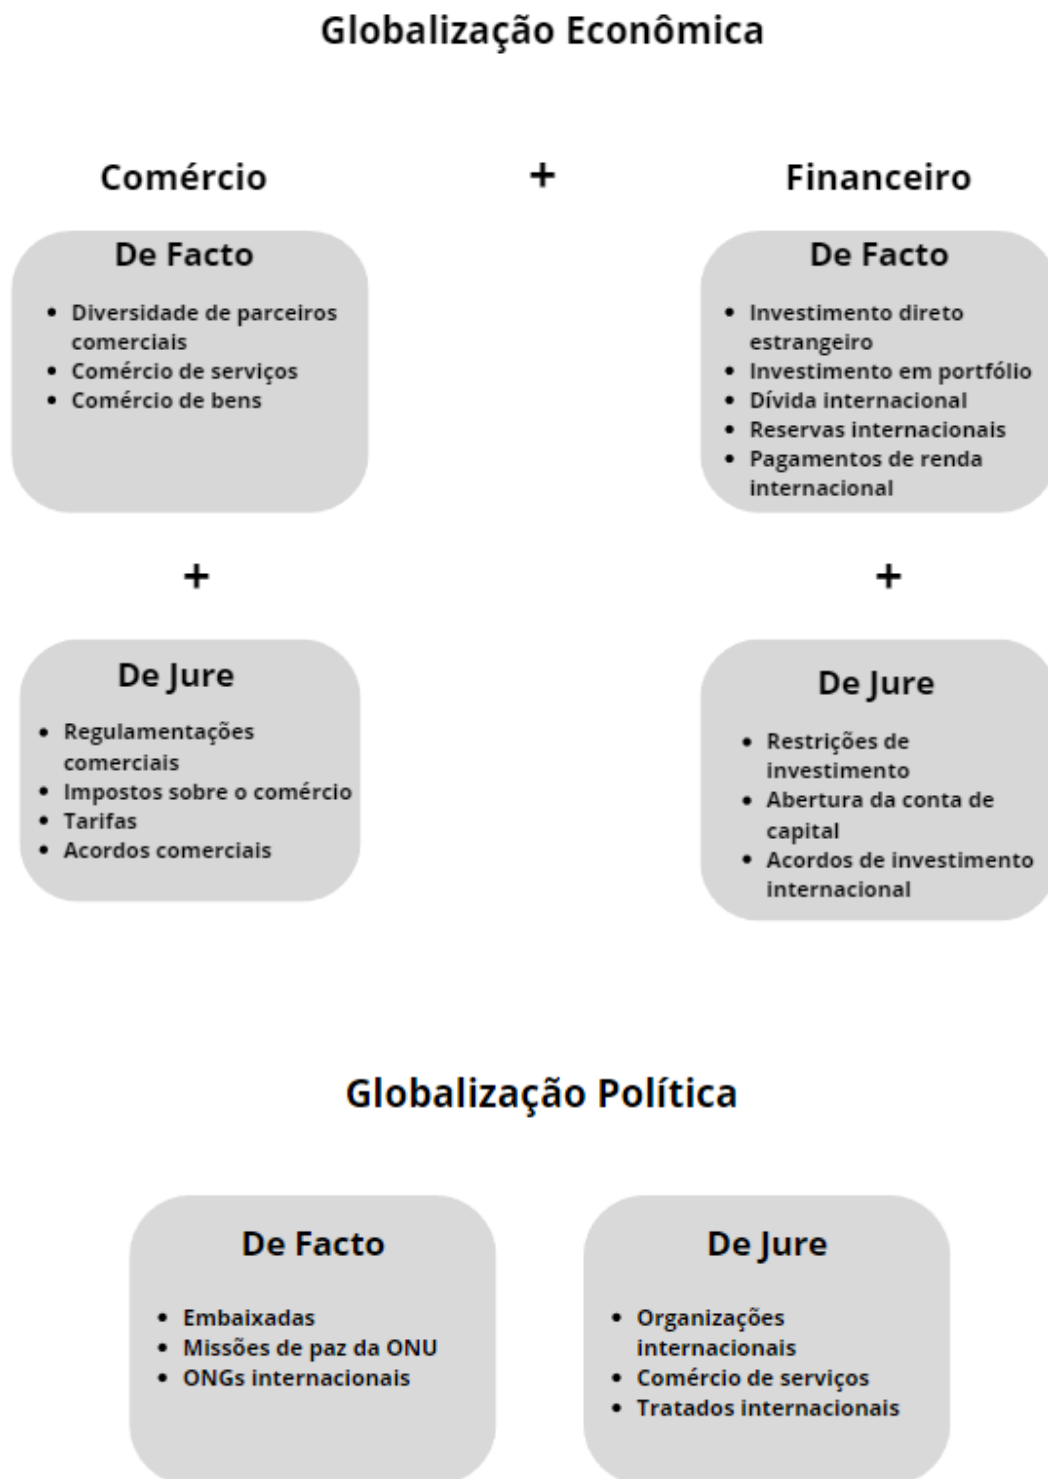 Globalização Econômica
Comércio
+
Financeiro
De Facto
• Diversidade de parceiros
comerciais
• Comércio de serviços
• Comércio de bens
De Facto
• Investimento direto
estrangeiro
• Investimento em portfólio
• Dívida internacional
• Reservas internacionais
• Pagamentos de renda
internacional
+
+
De Jure
• Regulamentações
comerciais
• Impostos sobre o comércio
• Tarifas
• Acordos comerciais
De Jure
• Restrições de
investimento
• Abertura da conta de
capital
• Acordos de investimento
internacional
Globalização Política
De Facto
• Embaixadas
• Missões de paz da ONU
• ONGs internacionais
De Jure
• Organizações
internacionais
• Comércio de serviços
• Tratados internacionais